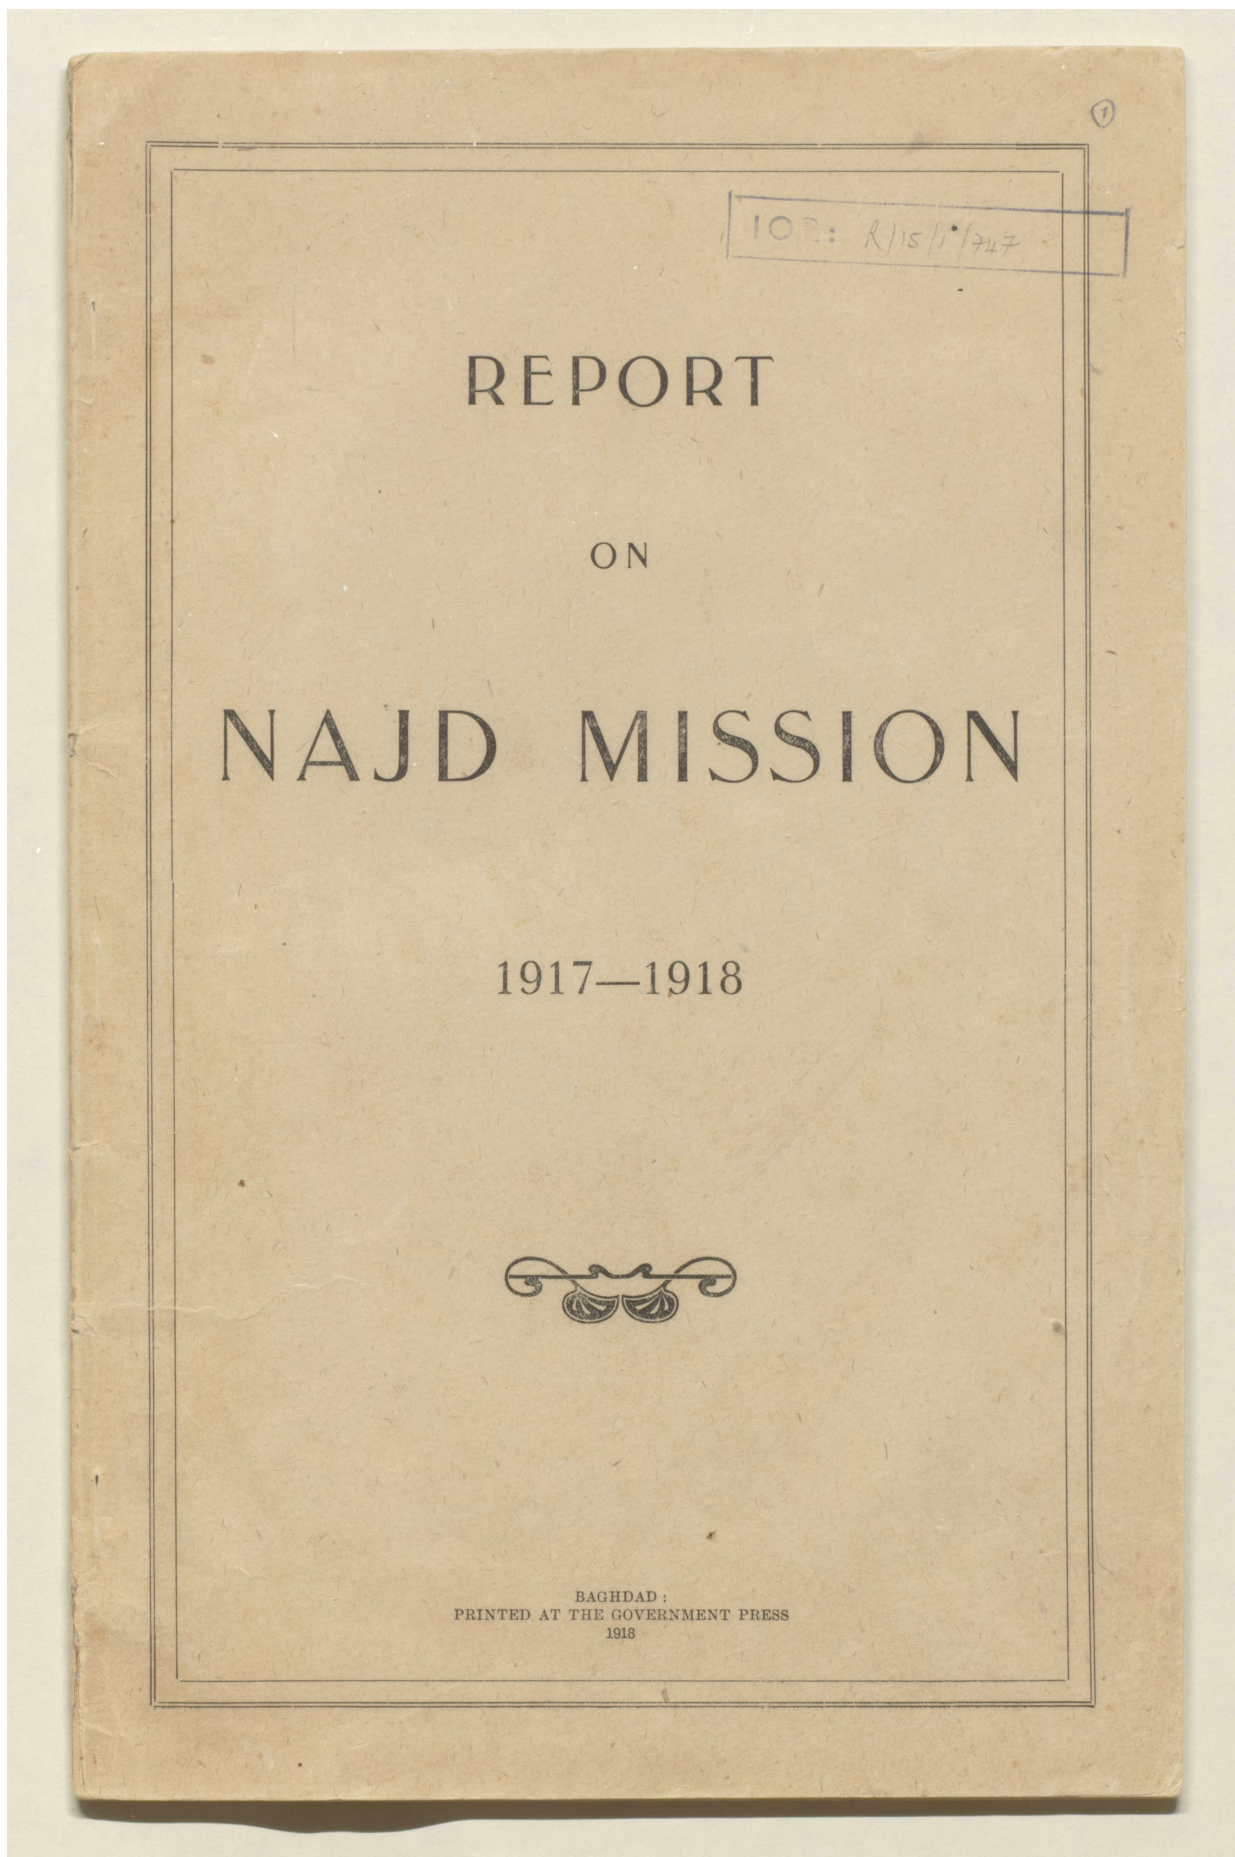 1
IOR: R/15/1/747
REPORT
ON
NAJD MISSION
1917—1918
BAGHDAD :
PRINTED AT THE GOVERNMENT PRESS
1918